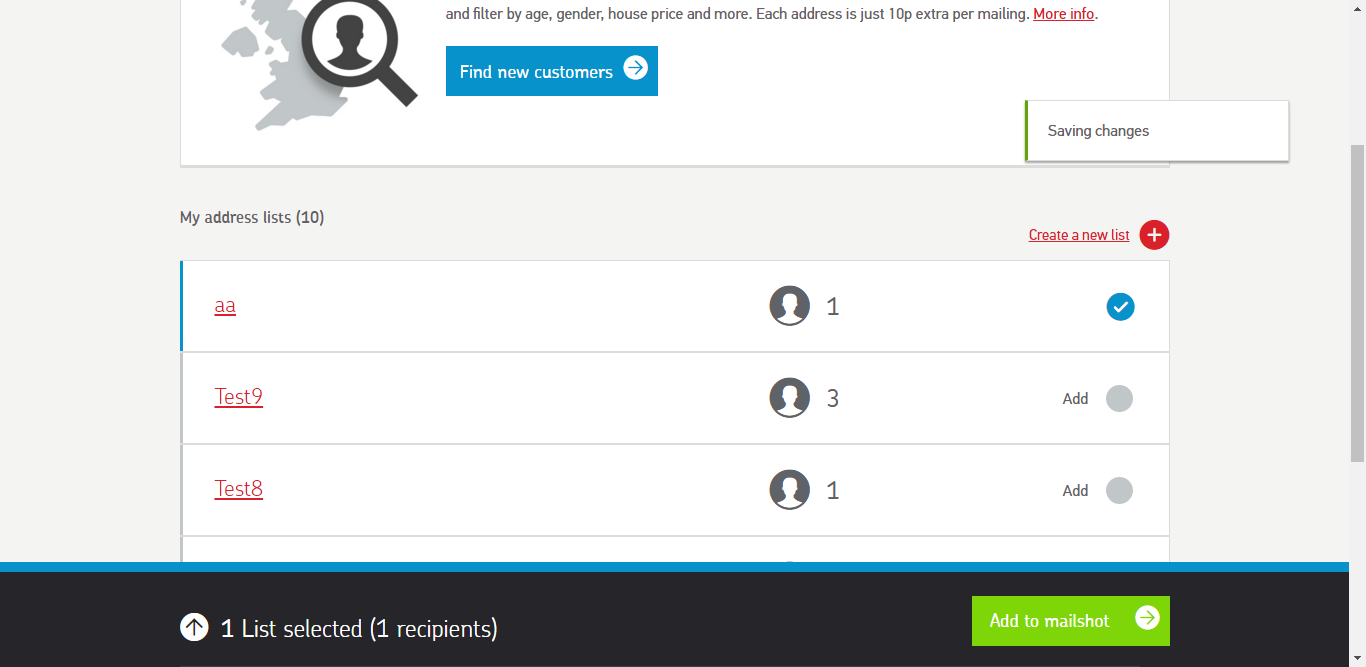 and filter by age, gender, house price and more. Each address is just 10p extra per mailing. More info.
Find new customers
Saving changes
My address lists (10)
Create a new list
aa 1
Test9 3 Add
Test8 1 Add
1 List selected (1 recipients)
Add to mailshot